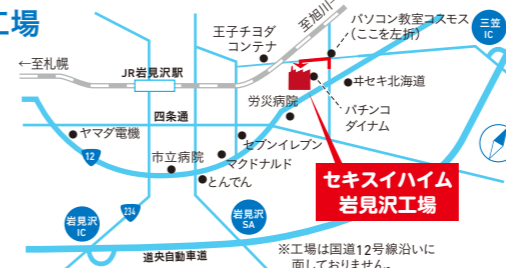 工場
至旭川
パソコン教室コスモス
(ここを左折)
三笠
IC
王子チヨダ
コンテナ
←至札幌
JR岩見沢駅
ヰセキ北海道
労災病院
パチンコ
ダイナム
四条通
ヤマダ電機
セブンイレブン
12
市立病院
マクドナルド
とんでん
セキスイハイム
岩見沢工場
岩見沢
IC
234
岩見沢
SA
道央自動車道
※工場は国道12号線沿いに
面しておりません。